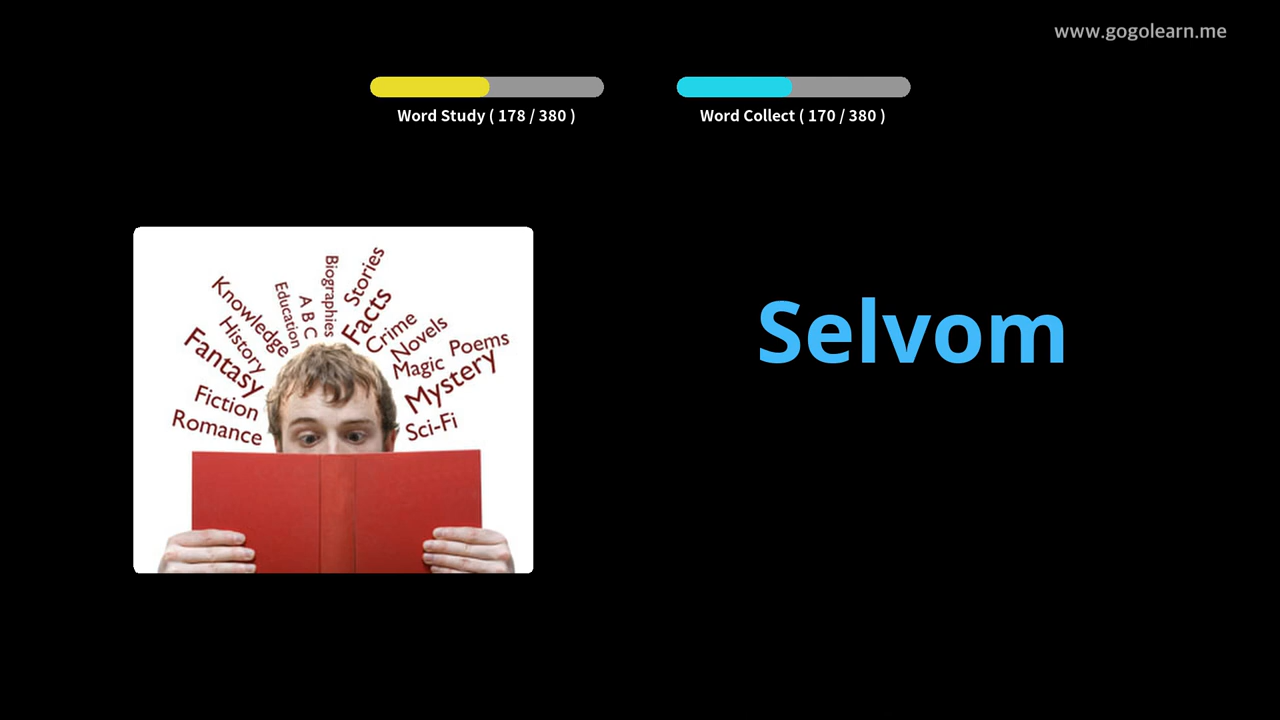 www.gogolearn.me
Word Study ( 178 / 380 )
Word Collect ( 170 / 380 )
Selvom
Romance
Fiction
Fantasy
History
Knowledge
Education
A B C
Biographies
Stories
Facts
Crime
Novels
Magic
Poems
Mystery
Sci-Fi